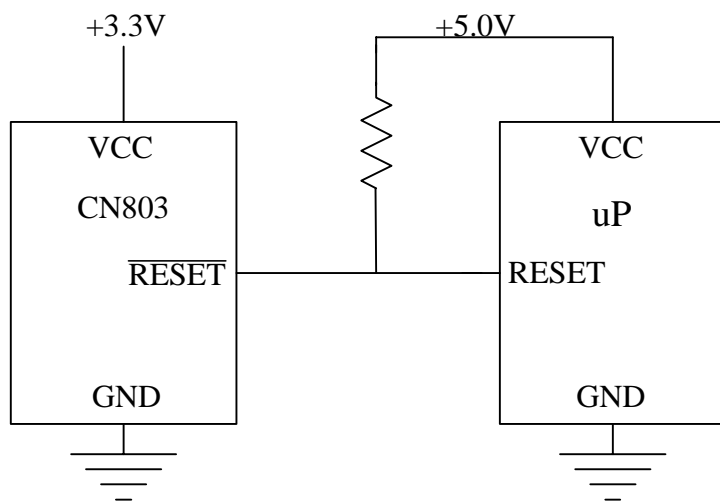 +3.3V
+5.0V
VCC
VCC
CN803
uP
RESET
RESET
GND
GND